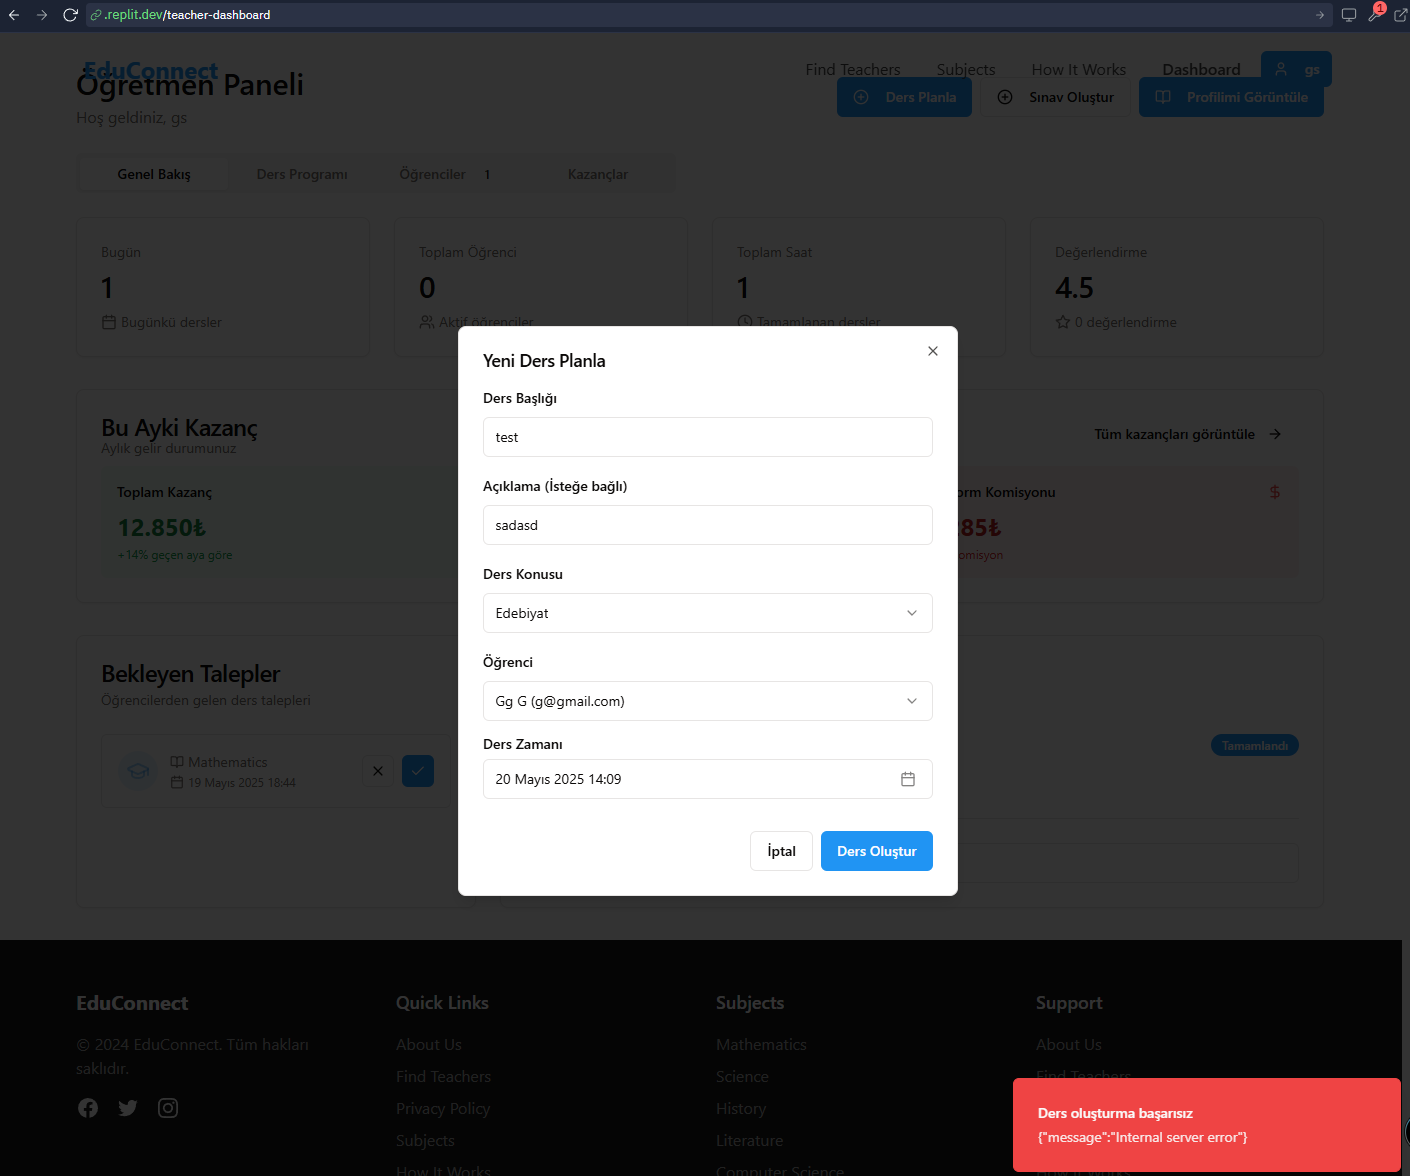 .replit.dev/teacher-dashboard
1
EduConnect
Find Teachers
Subjects
How It Works
Dashboard
gs
Öğretmen Paneli
Hoş geldiniz, gs
Ders Planla
Sınav Oluştur
Profilimi Görüntüle
Genel Bakış
Ders Programı
Öğrenciler 1
Kazançlar
Bugün
1
Bugünkü dersler
Toplam Öğrenci
0
Aktif öğrenciler
Toplam Saat
1
Tamamlanan dersler
Değerlendirme
4.5
0 değerlendirme
Bu Ayki Kazanç
Aylık gelir durumunuz
Tüm kazançları görüntüle
Toplam Kazanç
12.850₺
+14% geçen aya göre
orm Komisyonu
285₺
omisyon
Bekleyen Talepler
Öğrencilerden gelen ders talepleri
Mathematics
19 Mayıs 2025 18:44
Tamamlandı
Yeni Ders Planla
Ders Başlığı
test
Açıklama (İsteğe bağlı)
sadasd
Ders Konusu
Edebiyat
Öğrenci
Gg G (g@gmail.com)
Ders Zamanı
20 Mayıs 2025 14:09
İptal
Ders Oluştur
EduConnect
© 2024 EduConnect. Tüm hakları
saklıdır.
Quick Links
About Us
Find Teachers
Privacy Policy
Subjects
How It Works
Subjects
Mathematics
Science
History
Literature
Computer Science
Support
About Us
Find Teachers
How It Works
Ders oluşturma başarısız
{"message":"Internal server error"}